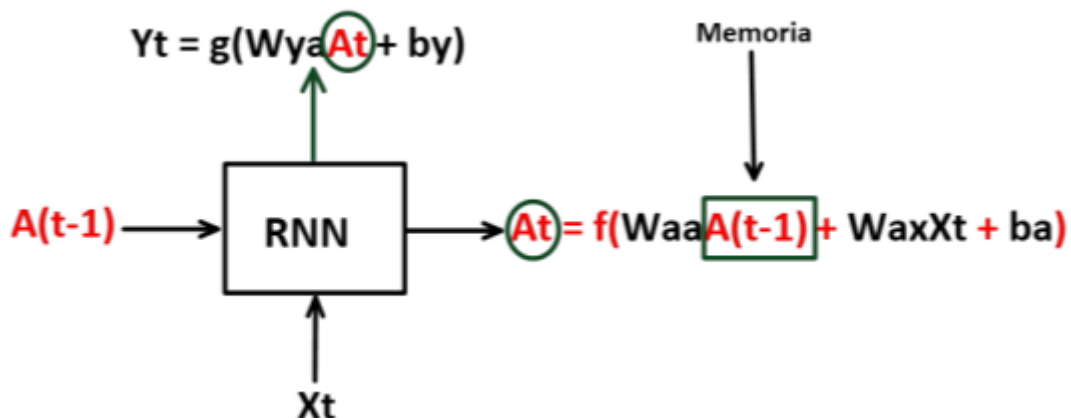 Memoria
Yt = g(WyaAt + by)
A(t-1)
RNN
At = f(WaaA(t-1) + WaxXt + ba)
Xt